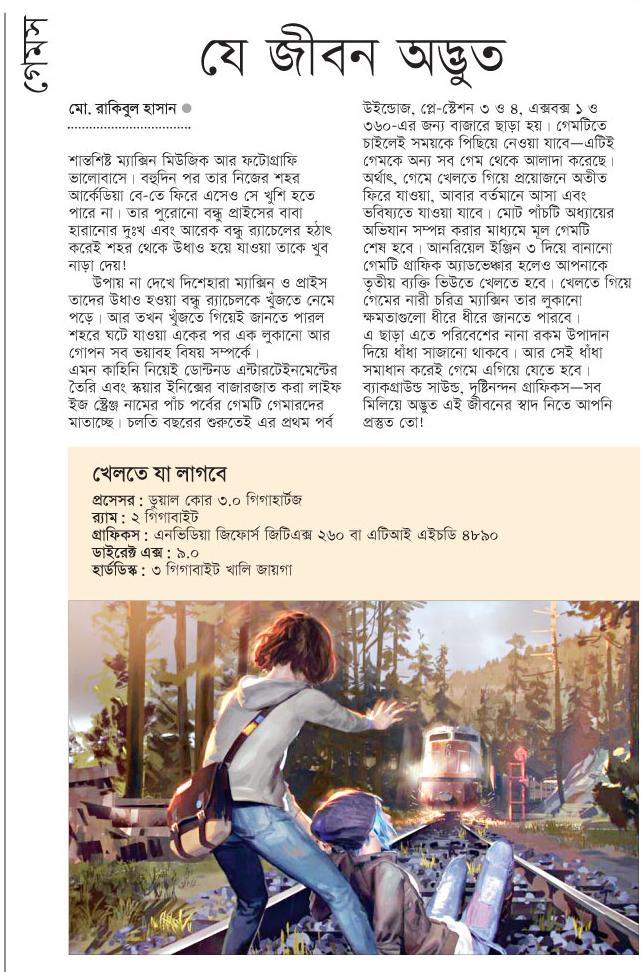 গেমস
যে জীবন অদ্ভুত
মো. রাকিবুল হাসান
শান্তশিষ্ট ম্যাক্সিন মিউজিক আর ফটোগ্রাফি
ভালোবাসে। বহুদিন পর তার নিজের শহর
আর্কেডিয়া বে-তে ফিরে এসেও সে খুশি হতে
পারে না। তার পুরোনো বন্ধু প্রাইসের বাবা
হারানোর দুঃখ এবং আরেক বন্ধু র‍্যাচেলের হঠাৎ
করেই শহর থেকে উধাও হয়ে যাওয়া তাকে খুব
নাড়া দেয়!
উপায় না দেখে দিশেহারা ম্যাক্সিন ও প্রাইস
তাদের উধাও হওয়া বন্ধু র‍্যাচেলকে খুঁজতে নেমে
পড়ে। আর তখন খুঁজতে গিয়েই জানতে পারল
শহরে ঘটে যাওয়া একের পর এক লুকানো আর
গোপন সব ভয়াবহ বিষয় সম্পর্কে।
এমন কাহিনি নিয়েই ডোন্টনড এন্টারটেইনমেন্টের
তৈরি এবং স্কয়ার ইনিক্সের বাজারজাত করা লাইফ
ইজ স্ট্রেঞ্জ নামের পাঁচ পর্বের গেমটি গেমারদের
মাতাচ্ছে। চলতি বছরের শুরুতেই এর প্রথম পর্ব
উইন্ডোজ, প্লে-স্টেশন ৩ ও ৪, এক্সবক্স ১ ও
৩৬০-এর জন্য বাজারে ছাড়া হয়। গেমটিতে
চাইলেই সময়কে পিছিয়ে নেওয়া যাবে—এটিই
গেমকে অন্য সব গেম থেকে আলাদা করেছে।
অর্থাৎ, গেমে খেলতে গিয়ে প্রয়োজনে অতীত
ফিরে যাওয়া, আবার বর্তমানে আসা এবং
ভবিষ্যতে যাওয়া যাবে। মোট পাঁচটি অধ্যায়ের
অভিযান সম্পন্ন করার মাধ্যমে মূল গেমটি
শেষ হবে। আনরিয়েল ইঞ্জিন ৩ দিয়ে বানানো
গেমটি গ্রাফিক অ্যাডভেঞ্চার হলেও আপনাকে
তৃতীয় ব্যক্তি ভিউতে খেলতে হবে। খেলতে গিয়ে
গেমের নারী চরিত্র ম্যাক্সিন তার লুকানো
ক্ষমতাগুলো ধীরে ধীরে জানতে পারবে।
এ ছাড়া এতে পরিবেশের নানা রকম উপাদান
দিয়ে ধাঁধা সাজানো থাকবে। আর সেই ধাঁধা
সমাধান করেই গেমে এগিয়ে যেতে হবে।
ব্যাকগ্রাউন্ড সাউন্ড, দৃষ্টিনন্দন গ্রাফিকস—সব
মিলিয়ে অদ্ভুত এই জীবনের স্বাদ নিতে আপনি
প্রস্তুত তো!
খেলতে যা লাগবে
প্রসেসর : ডুয়াল কোর ৩.০ গিগাহার্টজ
র‍্যাম : ২ গিগাবাইট
গ্রাফিকস : এনভিডিয়া জিফোর্স জিটিএক্স ২৬০ বা এটিআই এইচডি ৪৮৯০
ডাইরেক্ট এক্স : ৯.০
হার্ডডিস্ক : ৩ গিগাবাইট খালি জায়গা